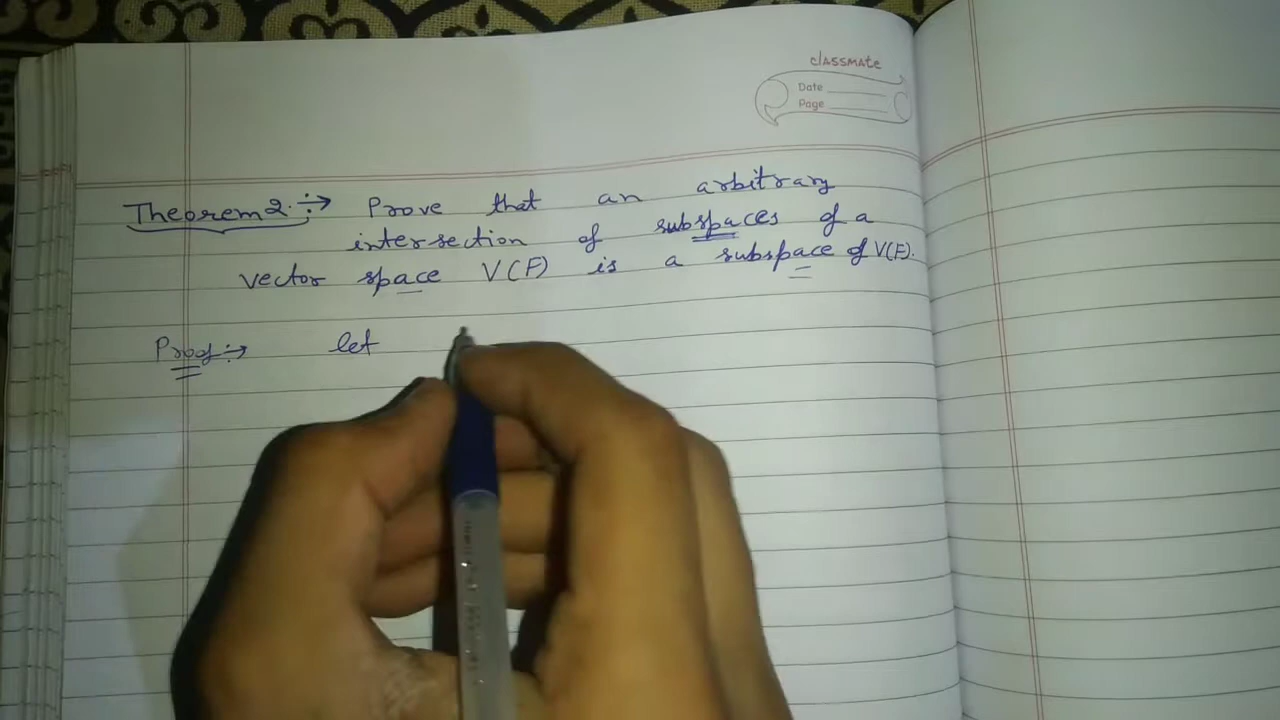 classmate
Date
Page
Theorem 2 :→ Prove that an arbitrary
intersection of subspaces of a
vector space V(F) is a subspace of V(F).
Proof :→ let